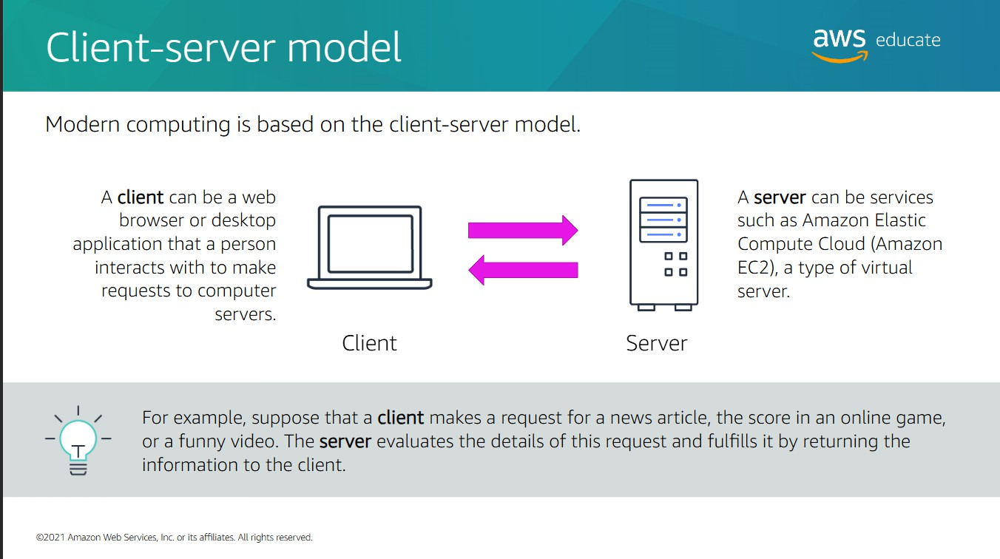 Client-server model
aws educate
Modern computing is based on the client-server model.
A client can be a web
browser or desktop
application that a person
interacts with to make
requests to computer
servers.
Client
Server
A server can be services
such as Amazon Elastic
Compute Cloud (Amazon
EC2), a type of virtual
server.
For example, suppose that a client makes a request for a news article, the score in an online game,
or a funny video. The server evaluates the details of this request and fulfills it by returning the
information to the client.
©2021 Amazon Web Services, Inc. or its affiliates. All rights reserved.